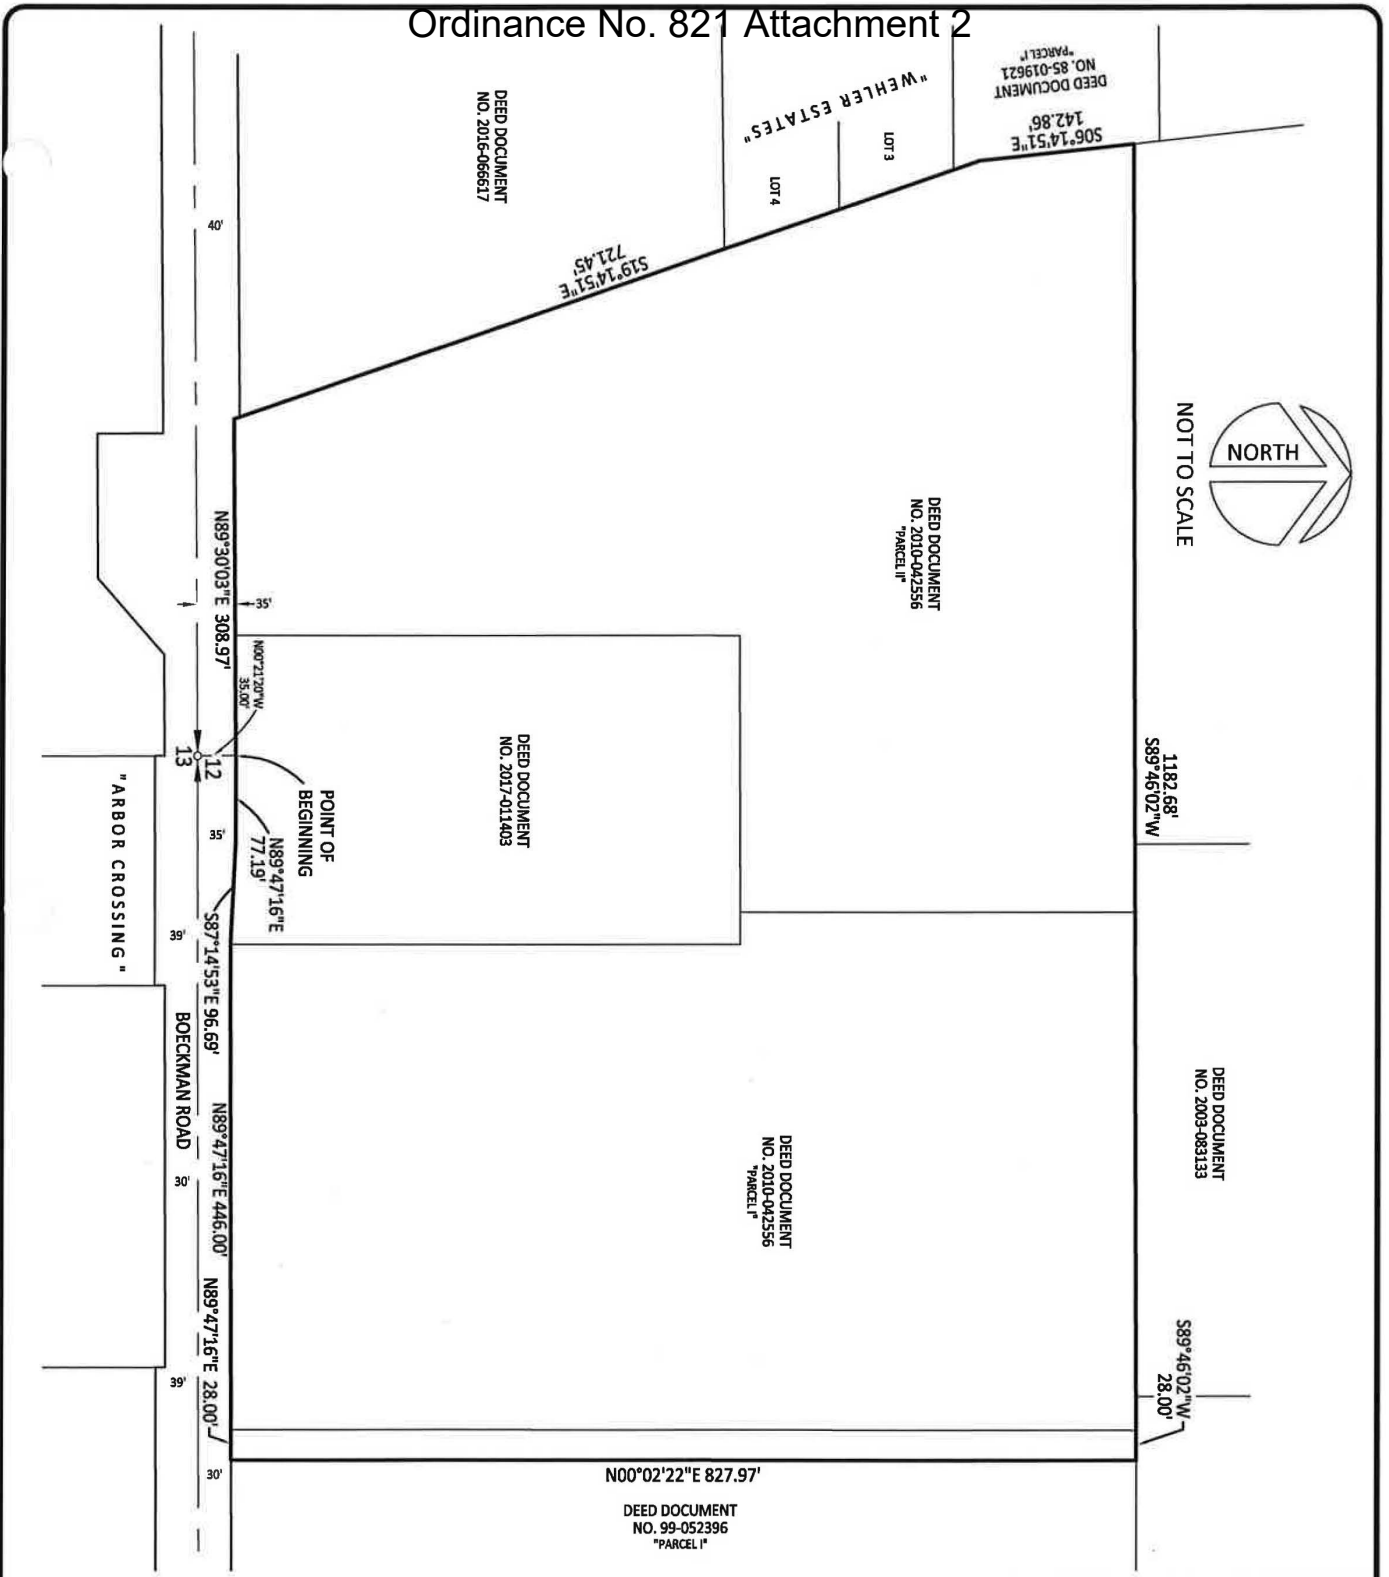 Ordinance No. 821 Attachment 2
DEED DOCUMENT
NO. 85-019621
"PARCEL I"
S06°14'51"E
142.86'
"WEHLER ESTATES"
LOT 3
LOT 4
DEED DOCUMENT
NO. 2016-066617
S19°14'51"E
721.45'
40'
NORTH
NOT TO SCALE
DEED DOCUMENT
NO. 2010-042556
"PARCEL II"
N89°30'03"E 308.97'
35'
N00°21'20"W
35.00'
1182.68'
S89°46'02"W
DEED DOCUMENT
NO. 2017-011403
12
13
POINT OF
BEGINNING
N89°47'16"E
77.19'
35'
"ARBOR CROSSING"
39'
S87°14'53"E 96.69'
BOECKMAN ROAD
N89°47'16"E 446.00'
30'
DEED DOCUMENT
NO. 2010-042556
"PARCEL I"
DEED DOCUMENT
NO. 2003-083133
S89°46'02"W
28.00'
N89°47'16"E 28.00'
39'
30'
N00°02'22"E 827.97'
DEED DOCUMENT
NO. 99-052396
"PARCEL I"